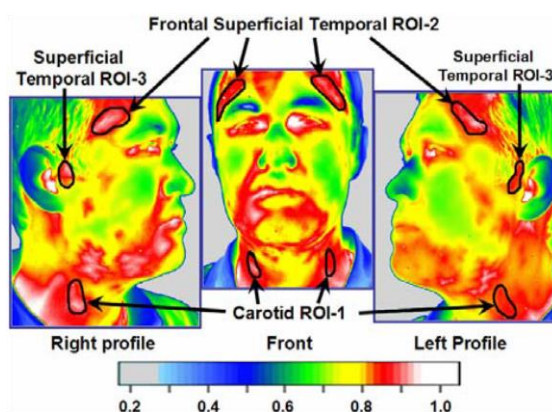 Frontal Superficial Temporal ROI-2
Superficial
Temporal ROI-3
Superficial
Temporal ROI-3
Carotid ROI-1
Right profile
Front
Left Profile
0.2 0.4 0.6 0.8 1.0